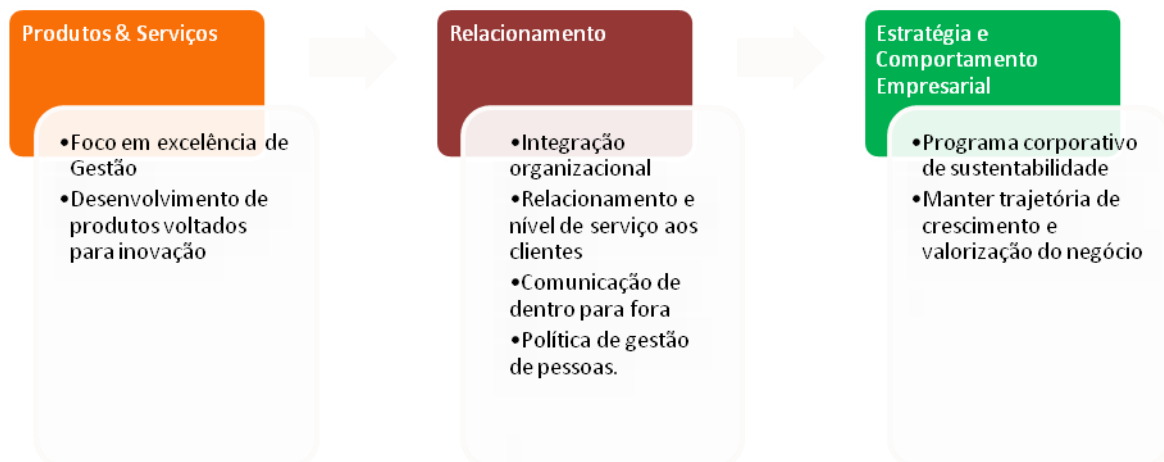 Produtos & Serviços
•Foco em excelência de
Gestão
•Desenvolvimento de
produtos voltados
para inovação
Relacionamento
•Integração
organizacional
•Relacionamento e
nível de serviço aos
clientes
•Comunicação de
dentro para fora
•Política de gestão
de pessoas.
Estratégia e
Comportamento
Empresarial
•Programa corporativo
de sustentabilidade
•Manter trajetória de
crescimento e
valorização do negócio